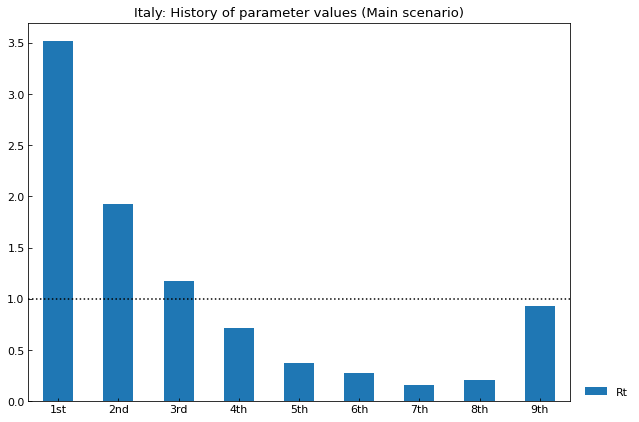 Italy: History of parameter values (Main scenario)
3.5
3.0
2.5
2.0
1.5
1.0
0.5
0.0
1st 2nd 3rd 4th 5th 6th 7th 8th 9th
Rt